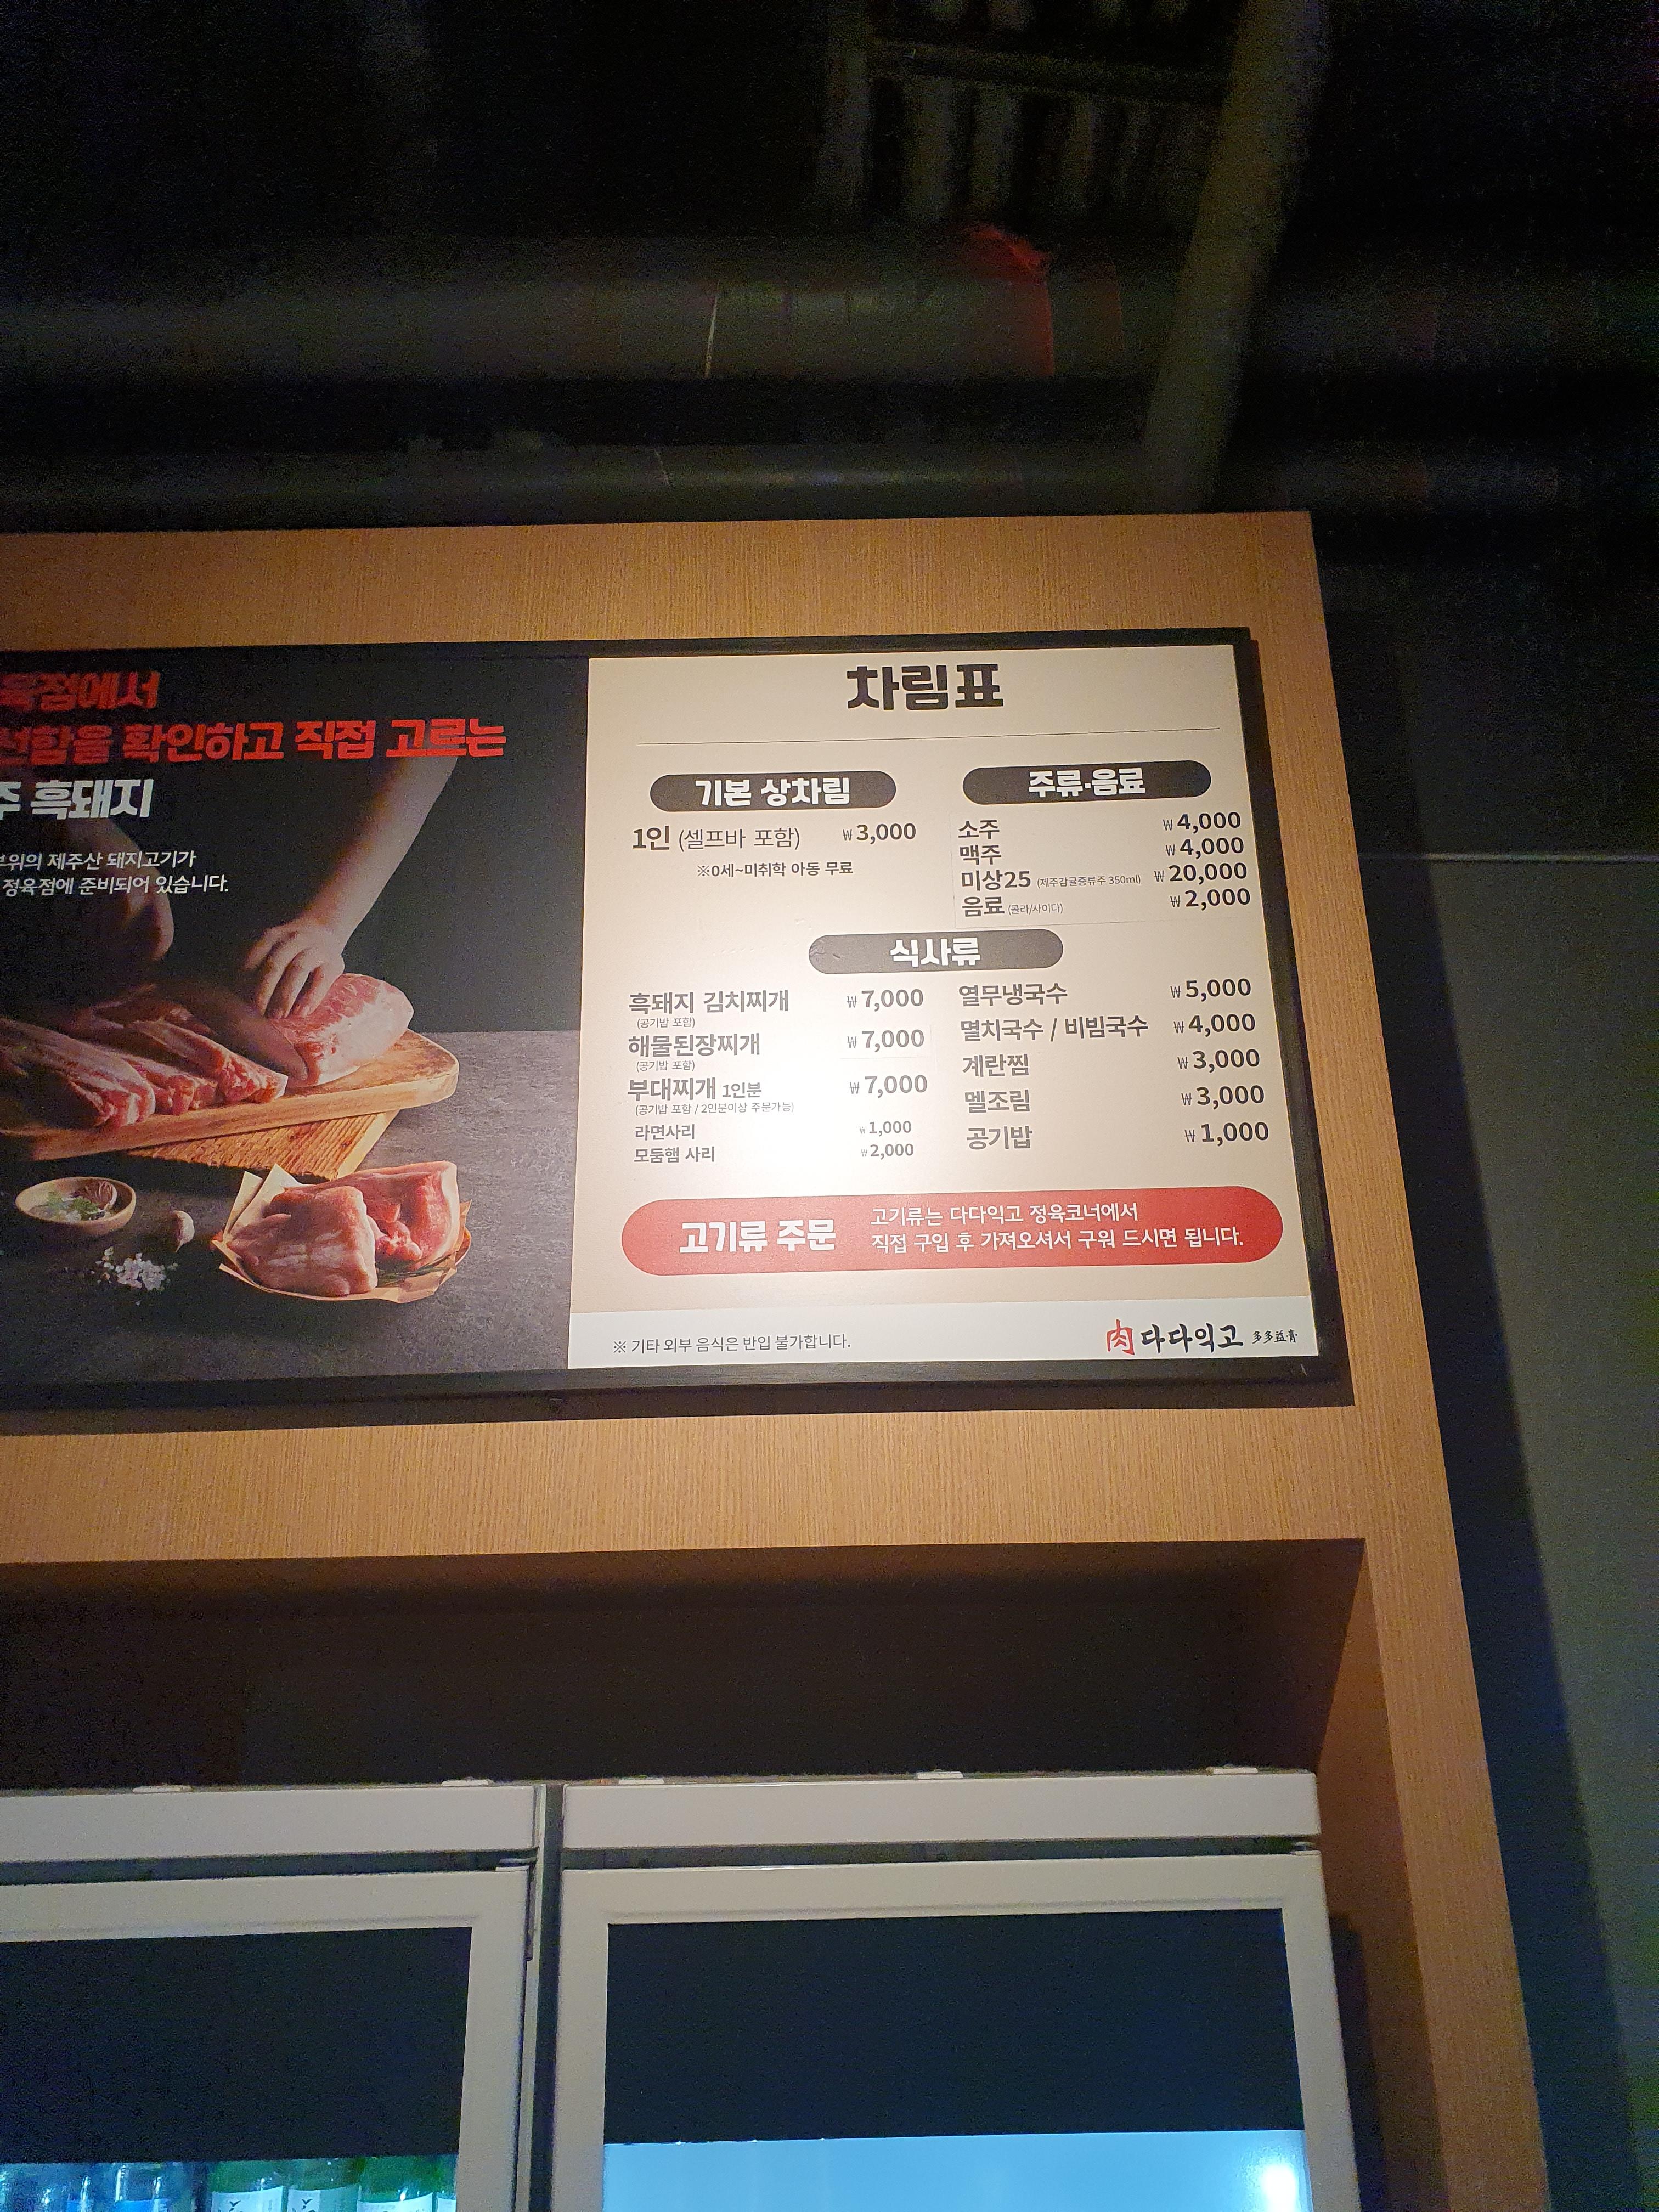 육점에서
선함을 확인하고 직접 고르는
주 흑돼지
부위의 제주산 돼지고기가
정육점에 준비되어 있습니다.
차림표
기본 상차림
1인 (셀프바 포함) ₩3,000
※0세~미취학 아동 무료
주류·음료
소주 ₩4,000
맥주 ₩4,000
미상25 (제주감귤증류주 350ml) ₩20,000
음료 (콜라/사이다) ₩2,000
식사류
흑돼지 김치찌개 ₩7,000
(공기밥 포함)
해물된장찌개 ₩7,000
(공기밥 포함)
부대찌개 1인분 ₩7,000
(공기밥 포함 / 2인분이상 주문가능)
라면사리 ₩1,000
모둠햄 사리 ₩2,000
열무냉국수 ₩5,000
멸치국수 / 비빔국수 ₩4,000
계란찜 ₩3,000
멜조림 ₩3,000
공기밥 ₩1,000
고기류 주문
고기류는 다다익고 정육코너에서
직접 구입 후 가져오셔서 구워 드시면 됩니다.
※ 기타 외부 음식은 반입 불가합니다.
肉 다다익고 多多益膏